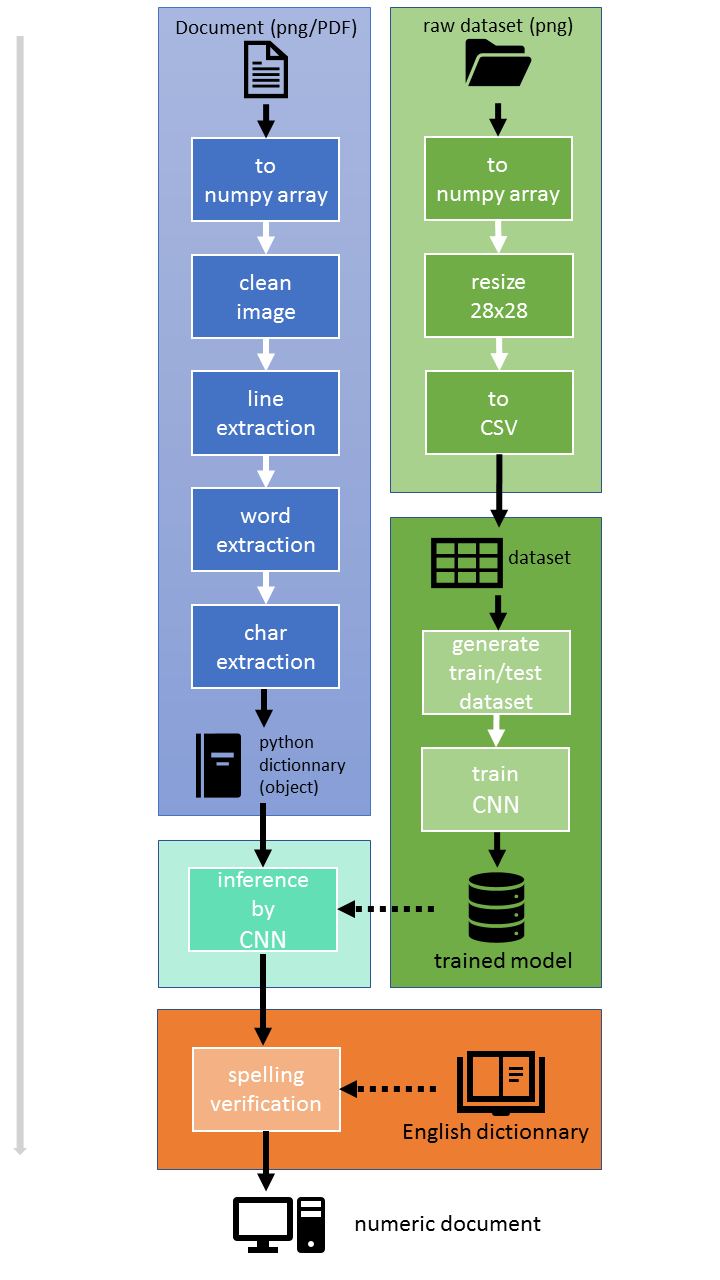 Document (png/PDF)
to
numpy array
clean
image
line
extraction
word
extraction
char
extraction
python
dictionnary
(object)
raw dataset (png)
to
numpy array
resize
28x28
to
CSV
dataset
generate
train/test
dataset
train
CNN
trained model
inference
by
CNN
spelling
verification
English dictionnary
numeric document